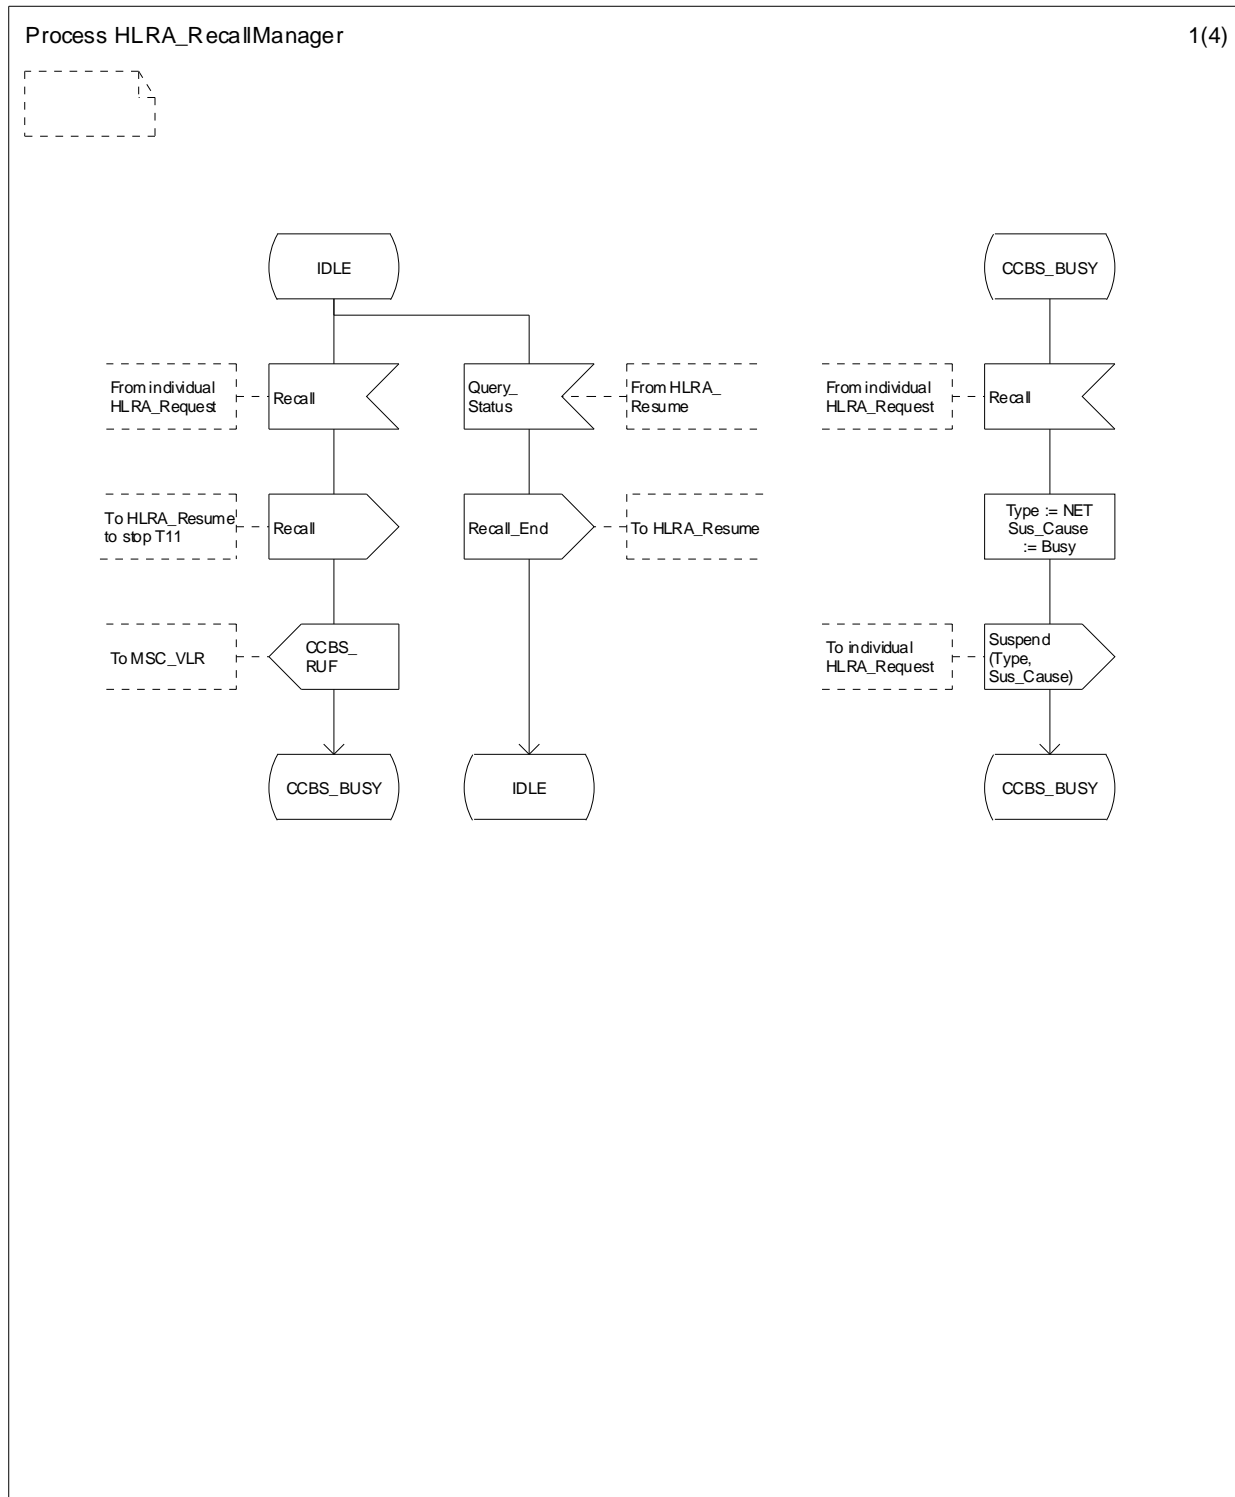 Process HLRA_RecallManager
1(4)
IDLE
CCBS_BUSY
From individual
HLRA_Request
Recall
Query_
Status
From HLRA_
Resume
From individual
HLRA_Request
Recall
To HLRA_Resume
to stop T11
Recall
Recall_End
To HLRA_Resume
Type := NET
Sus_Cause
:= Busy
To MSC_VLR
CCBS_
RUF
To individual
HLRA_Request
Suspend
(Type,
Sus_Cause)
CCBS_BUSY
IDLE
CCBS_BUSY